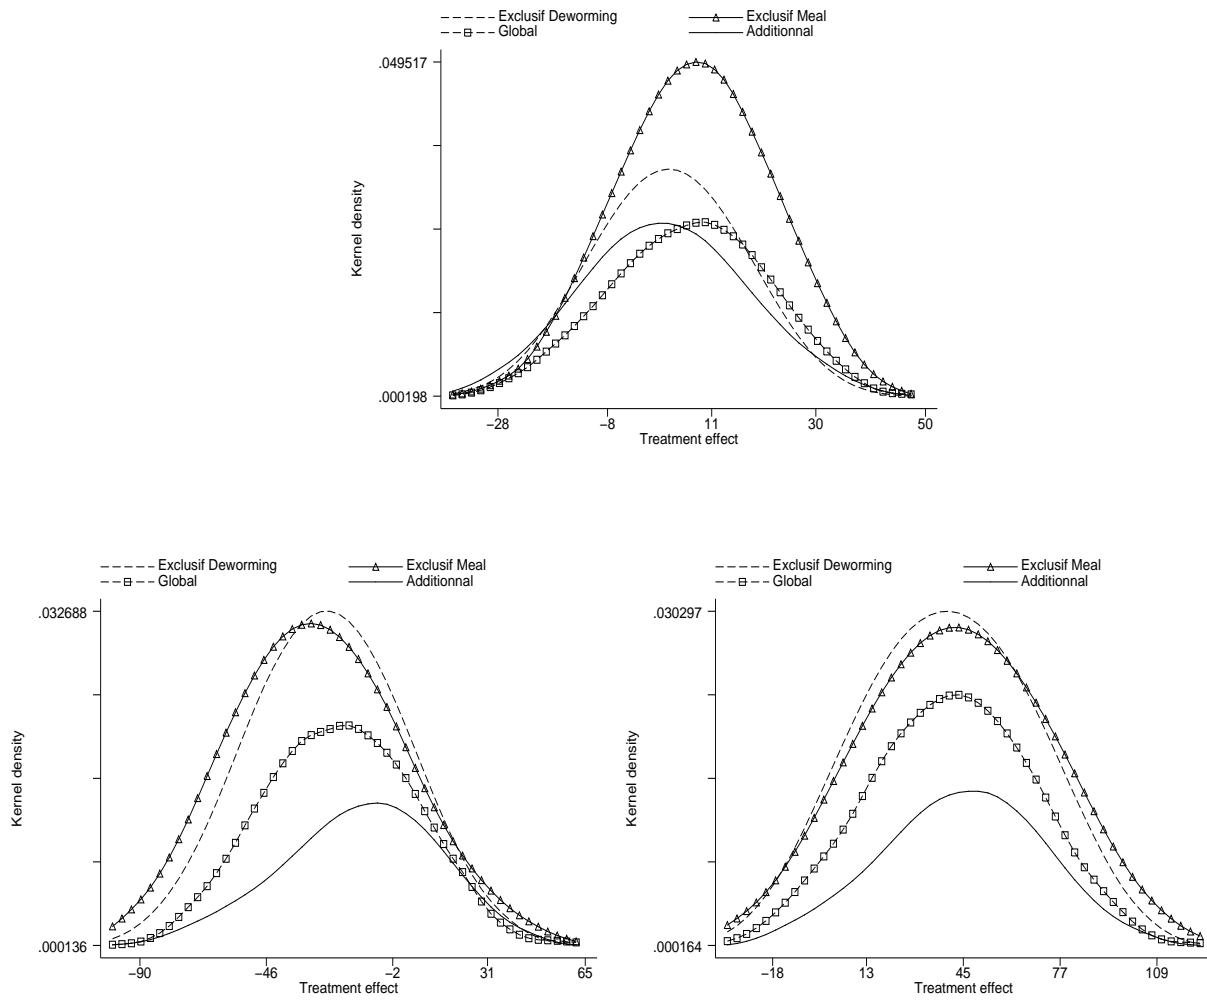 Exclusif Deworming Exclusif Meal
Global Additionnal
.049517
Kernel density
.000198
−28 −8 11 30 50
Treatment effect
Exclusif Deworming Exclusif Meal
Global Additionnal
.032688
Kernel density
.000136
−90 −46 −2 31 65
Treatment effect
Exclusif Deworming Exclusif Meal
Global Additionnal
.030297
Kernel density
.000164
−18 13 45 77 109
Treatment effect